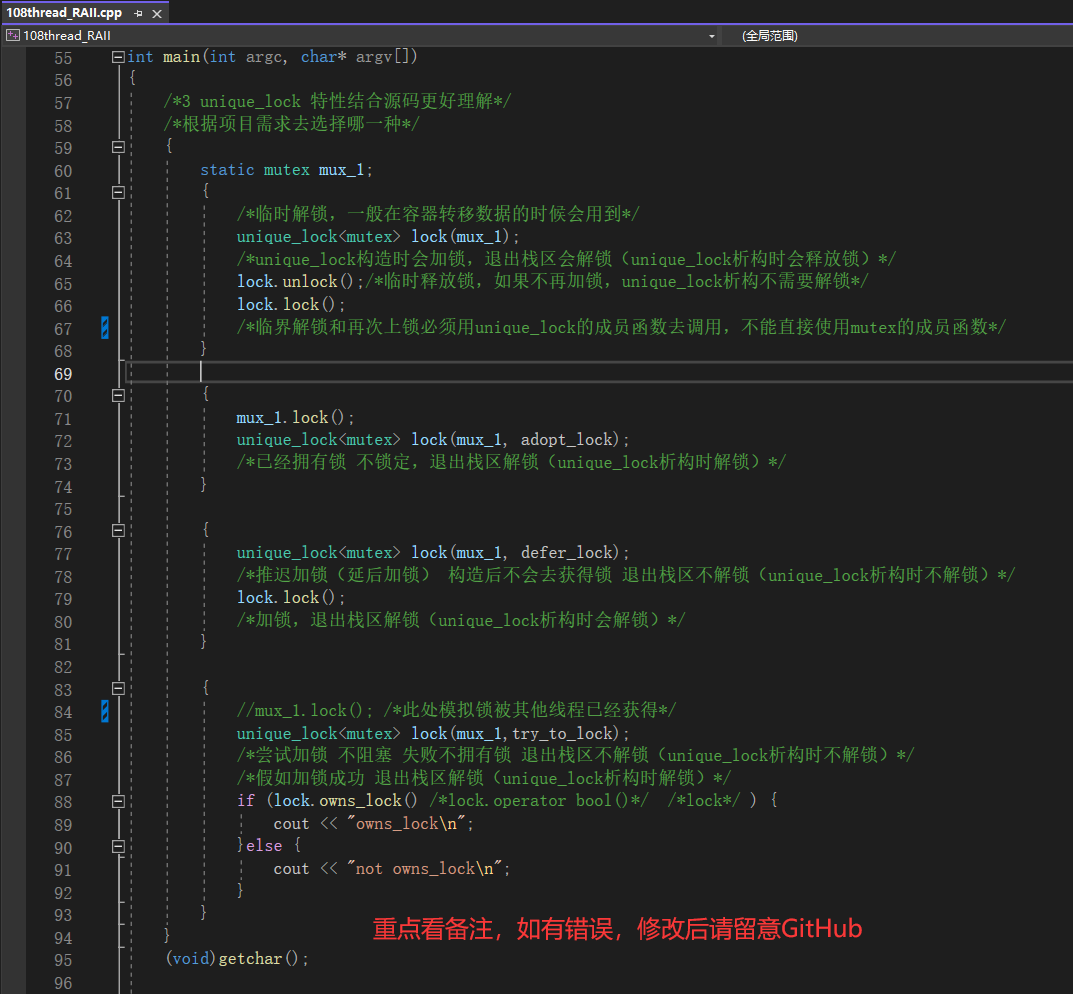 108thread_RAII.cpp
108thread_RAII (全局范围)
55 int main(int argc, char* argv[])
56 {
57 /*3 unique_lock 特性结合源码更好理解*/
58 /*根据项目需求去选择哪一种*/
59 {
60 static mutex mux_1;
61 {
62 /*临时解锁，一般在容器转移数据的时候会用到*/
63 unique_lock<mutex> lock(mux_1);
64 /*unique_lock构造时会加锁，退出栈区会解锁（unique_lock析构时会释放锁）*/
65 lock.unlock();/*临时释放锁，如果不再加锁，unique_lock析构不需要解锁*/
66 lock.lock();
67 /*临界解锁和再次上锁必须用unique_lock的成员函数去调用，不能直接使用mutex的成员函数*/
68 }
69
70 {
71 mux_1.lock();
72 unique_lock<mutex> lock(mux_1, adopt_lock);
73 /*已经拥有锁 不锁定，退出栈区解锁（unique_lock析构时解锁）*/
74 }
75
76 {
77 unique_lock<mutex> lock(mux_1, defer_lock);
78 /*推迟加锁（延后加锁） 构造后不会去获得锁 退出栈区不解锁（unique_lock析构时不解锁）*/
79 lock.lock();
80 /*加锁，退出栈区解锁（unique_lock析构时会解锁）*/
81 }
82
83 {
84 //mux_1.lock(); /*此处模拟锁被其他线程已经获得*/
85 unique_lock<mutex> lock(mux_1,try_to_lock);
86 /*尝试加锁 不阻塞 失败不拥有锁 退出栈区不解锁（unique_lock析构时不解锁）*/
87 /*假如加锁成功 退出栈区解锁（unique_lock析构时解锁）*/
88 if (lock.owns_lock() /*lock.operator bool()*/ /*lock*/ ) {
89 cout << "owns_lock\n";
90 }else {
91 cout << "not owns_lock\n";
92 }
93 }
重点看备注，如有错误，修改后请留意GitHub
94 }
95 (void)getchar();
96